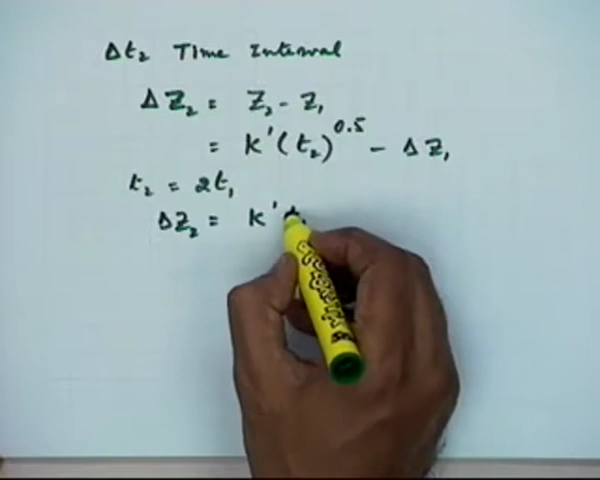 Δt₂ Time Interval
ΔZ₂ = Z₂ - Z₁
= K'(t₂)^0.5 - ΔZ₁
t₂ = 2t₁
ΔZ₂ = K'